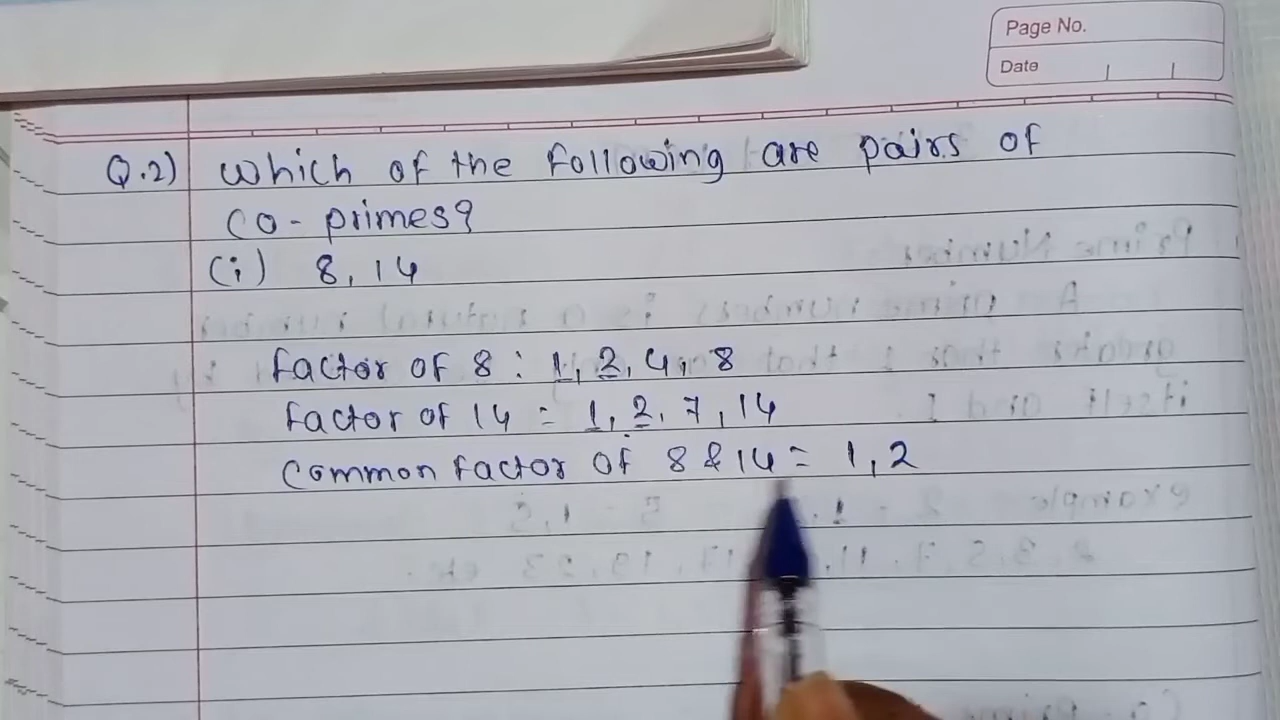 Page No.
Date
Q.2) Which of the following are pairs of
co-primes?
(i) 8, 14
factor of 8 : 1, 2, 4, 8
factor of 14 = 1, 2, 7, 14
common factor of 8 & 14 = 1, 2